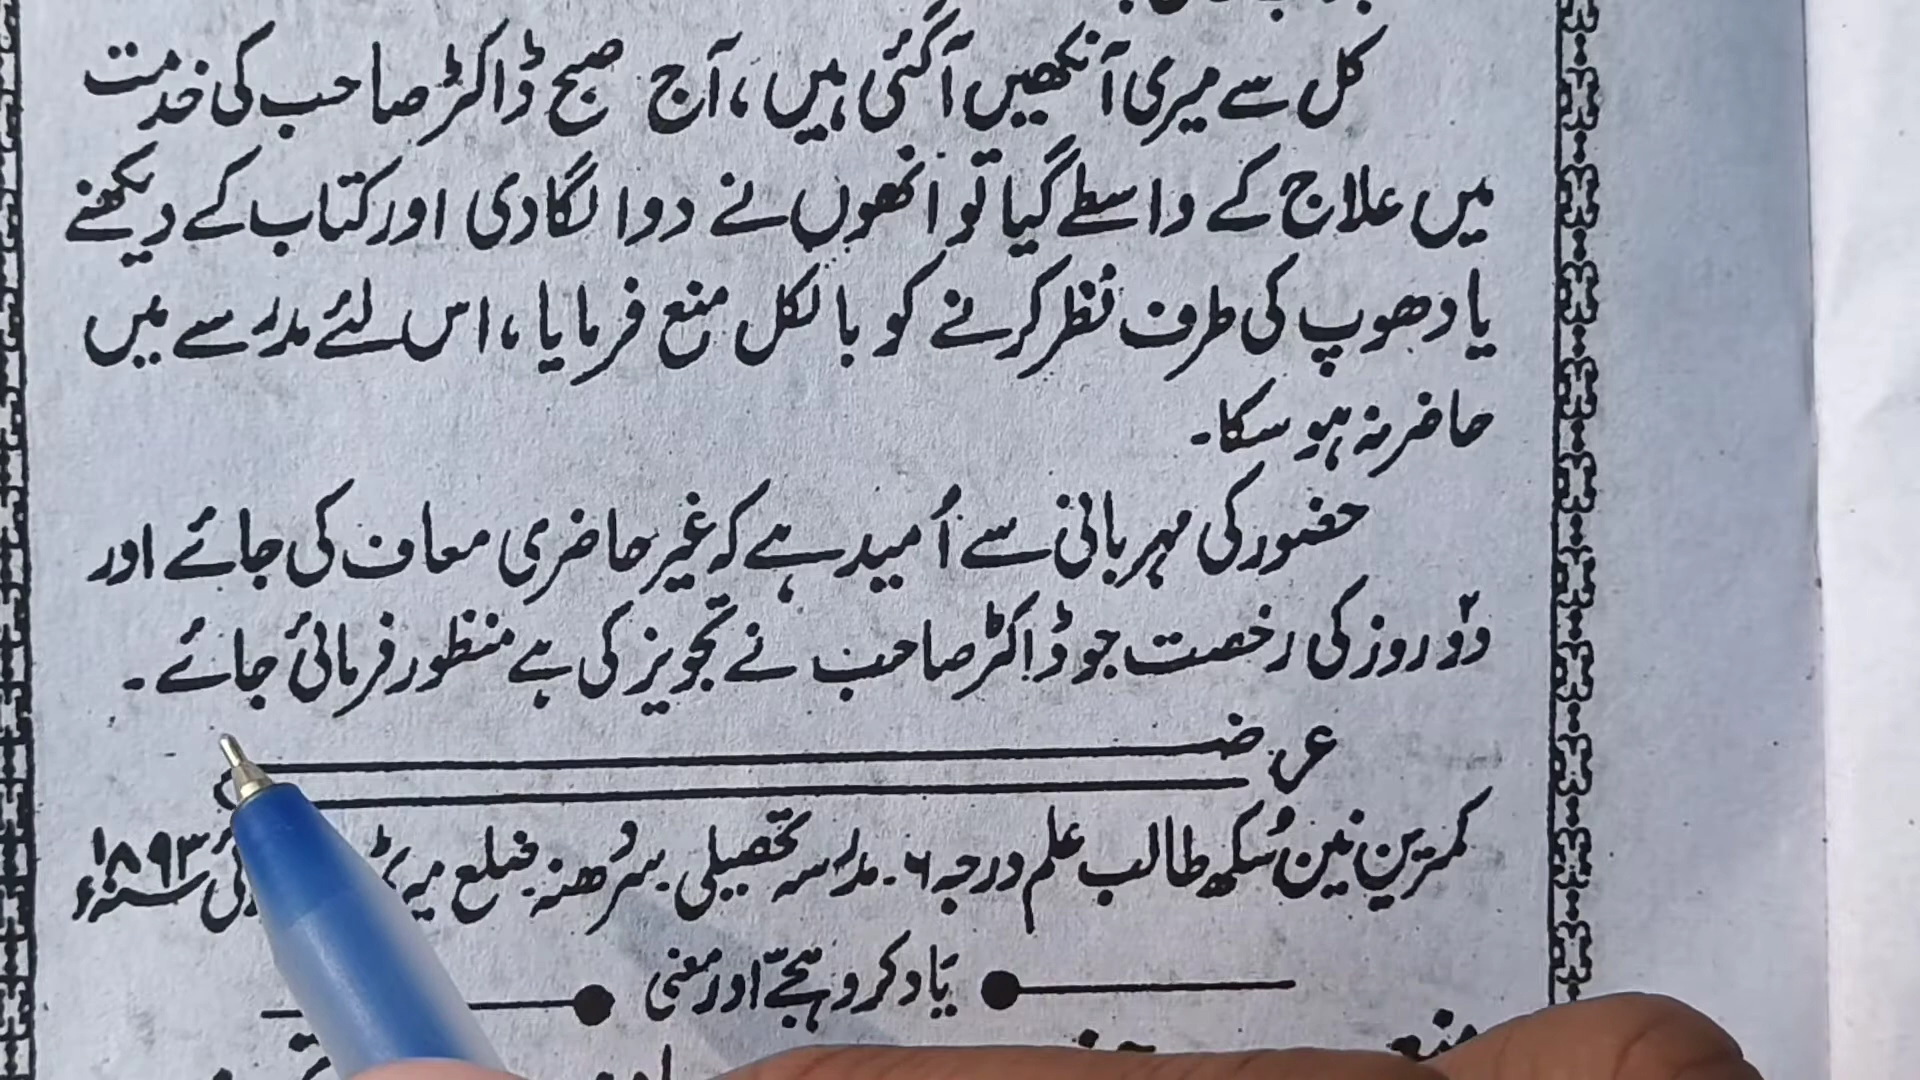 کل سے میری آنکھیں آگئی ہیں، آج صبح ڈاکٹر صاحب کی خدمت
میں علاج کے واسطے گیا تو انھوں نے دوا لگادی اور کتاب کے دیکھنے
یا دھوپ کی طرف نظر کرنے کو بالکل منع فرمایا، اس لئے مدرسے میں
حاضر نہ ہو سکا۔
حضور کی مہربانی سے اُمید ہے کہ غیر حاضری معاف کی جائے اور
دو روز کی رخصت جو ڈاکٹر صاحب نے تجویز کی ہے منظور فرمائی جائے۔
عرض
کمترین نین سُکھ طالب علم درجہ ۶۔ مدرسہ تحصیلی سردھنہ ضلع ۱۸۹۳ء
یاد کرو ہجّے اور معنی